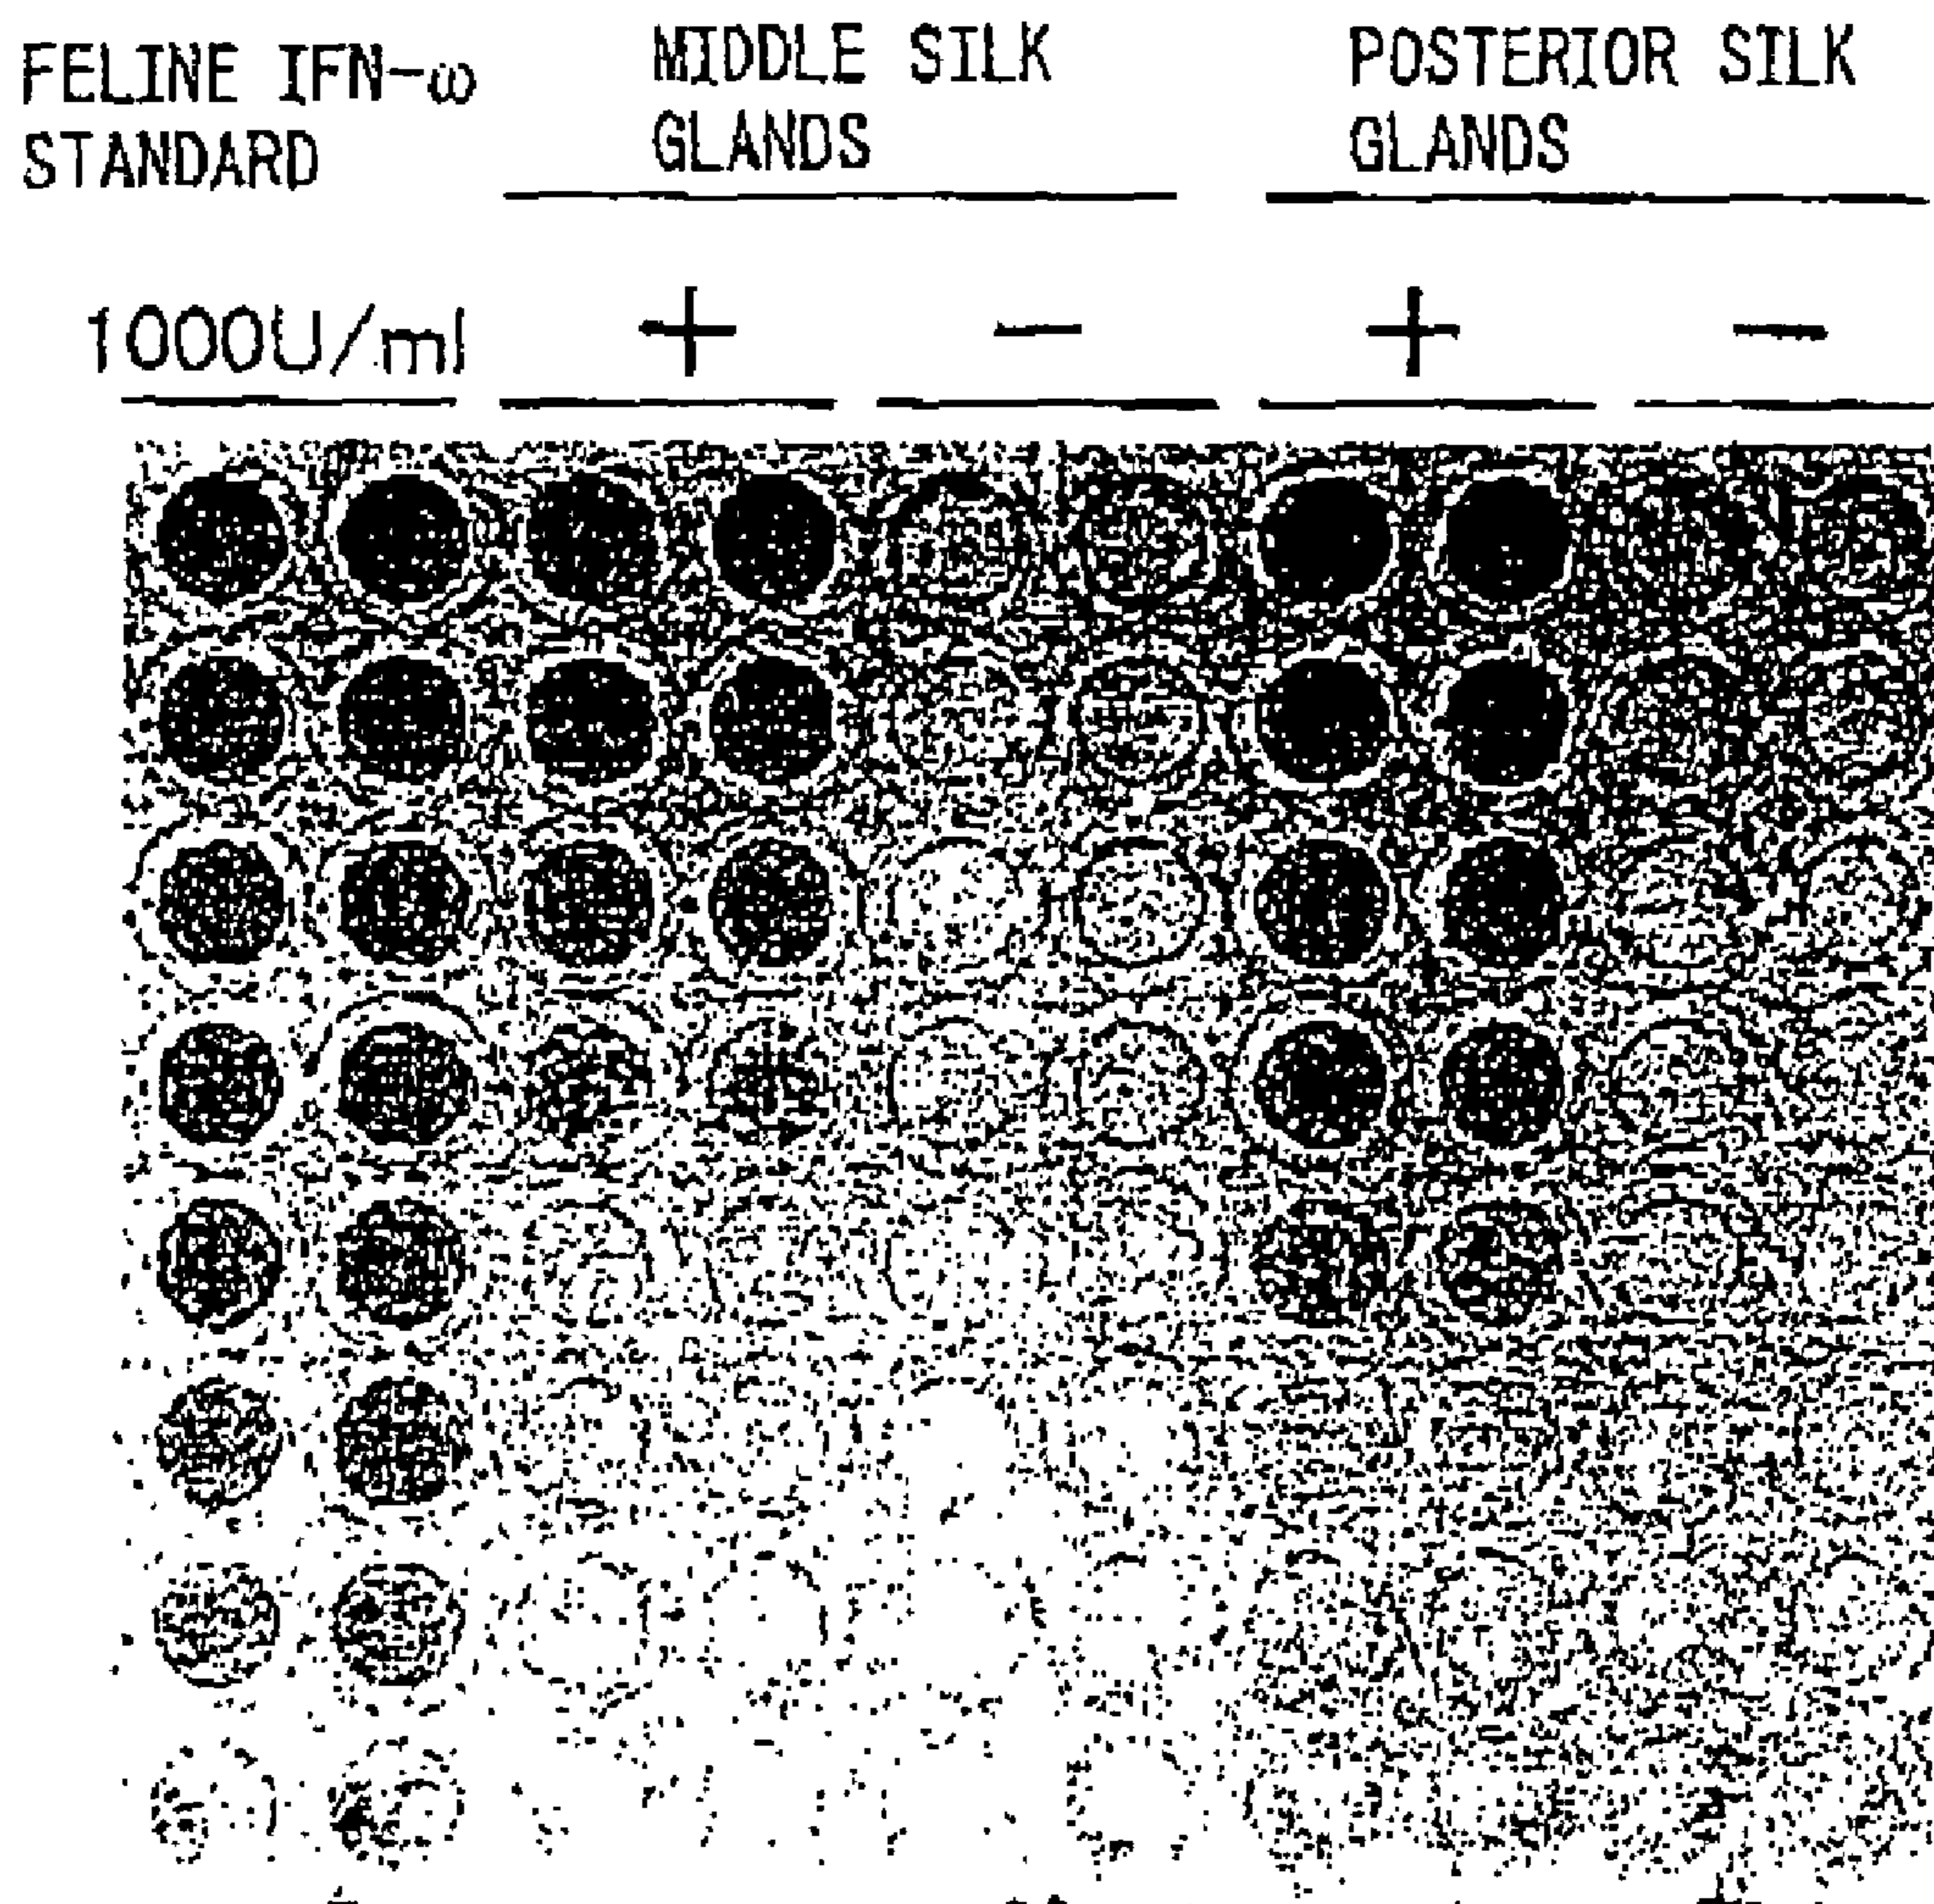 FELINE IFN-ω
STANDARD
MIDDLE SILK
GLANDS
POSTERIOR SILK
GLANDS
1000U/ml
+
−
+
−